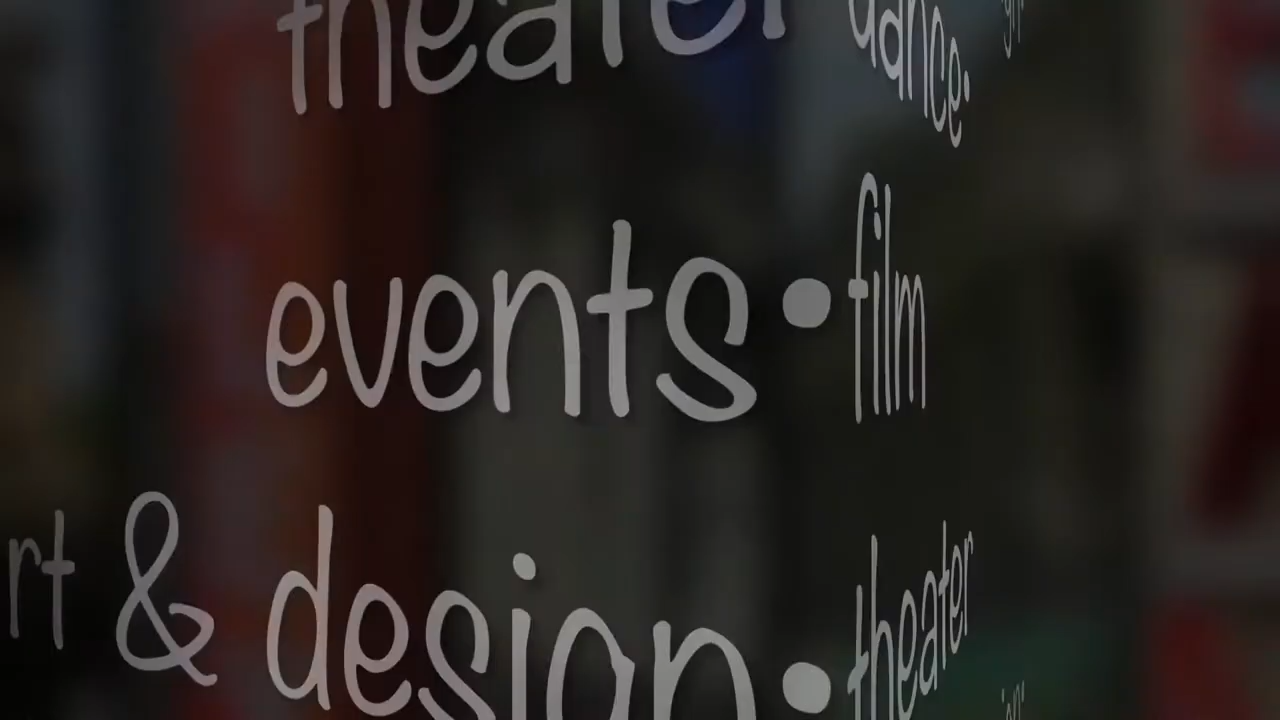 theater dance.
events • film
rt & design • theater